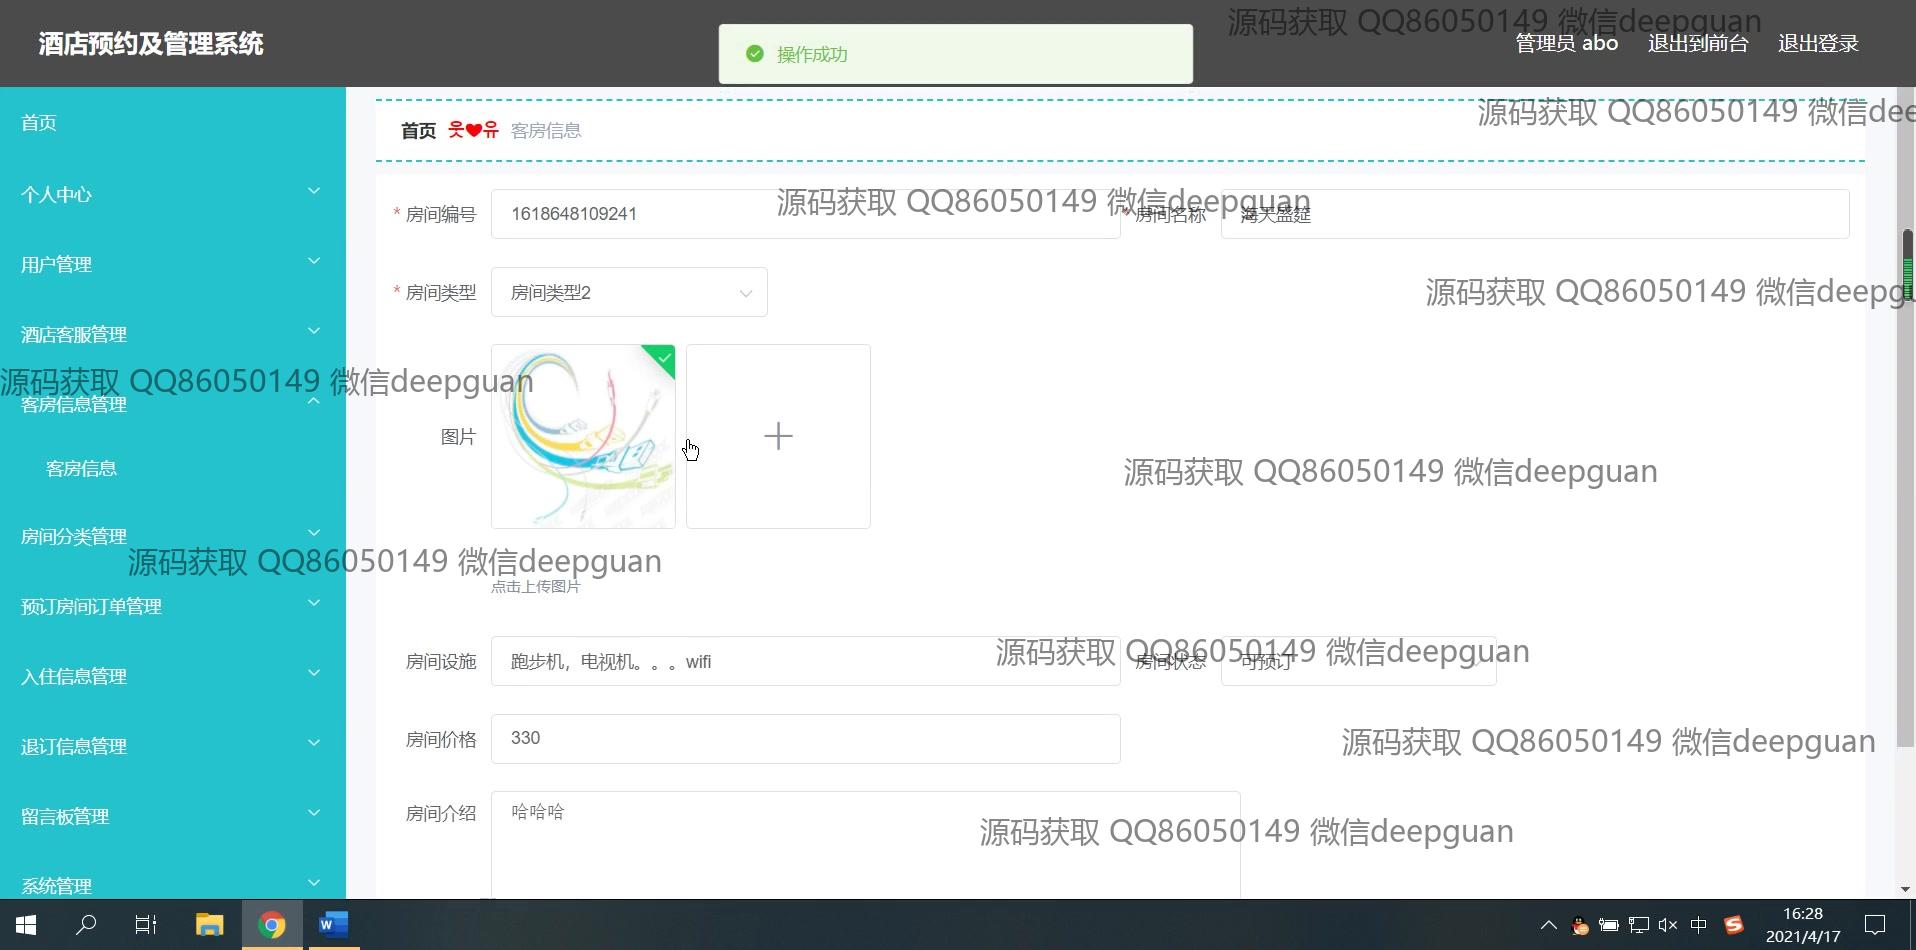 源码获取 QQ86050149 微信deepguan
酒店预约及管理系统
操作成功
管理员 abo
退出到前台
退出登录
源码获取 QQ86050149 微信dee
首页
个人中心
用户管理
酒店客服管理
客房信息管理
客房信息
房间分类管理
预订房间订单管理
入住信息管理
退订信息管理
留言板管理
系统管理
首页 웃❤유 客房信息
* 房间编号 1618648109241
源码获取 QQ86050149 微信deepguan
* 房间名称 海天盛筵
* 房间类型 房间类型2
源码获取 QQ86050149 微信deepgu
源码获取 QQ86050149 微信deepguan
图片
源码获取 QQ86050149 微信deepguan
源码获取 QQ86050149 微信deepguan
点击上传图片
房间设施 跑步机，电视机。。。wifi
源码获取 QQ86050149 微信deepguan
房间状态 可预订
房间价格 330
源码获取 QQ86050149 微信deepguan
房间介绍 哈哈哈
源码获取 QQ86050149 微信deepguan
中
16:28
2021/4/17